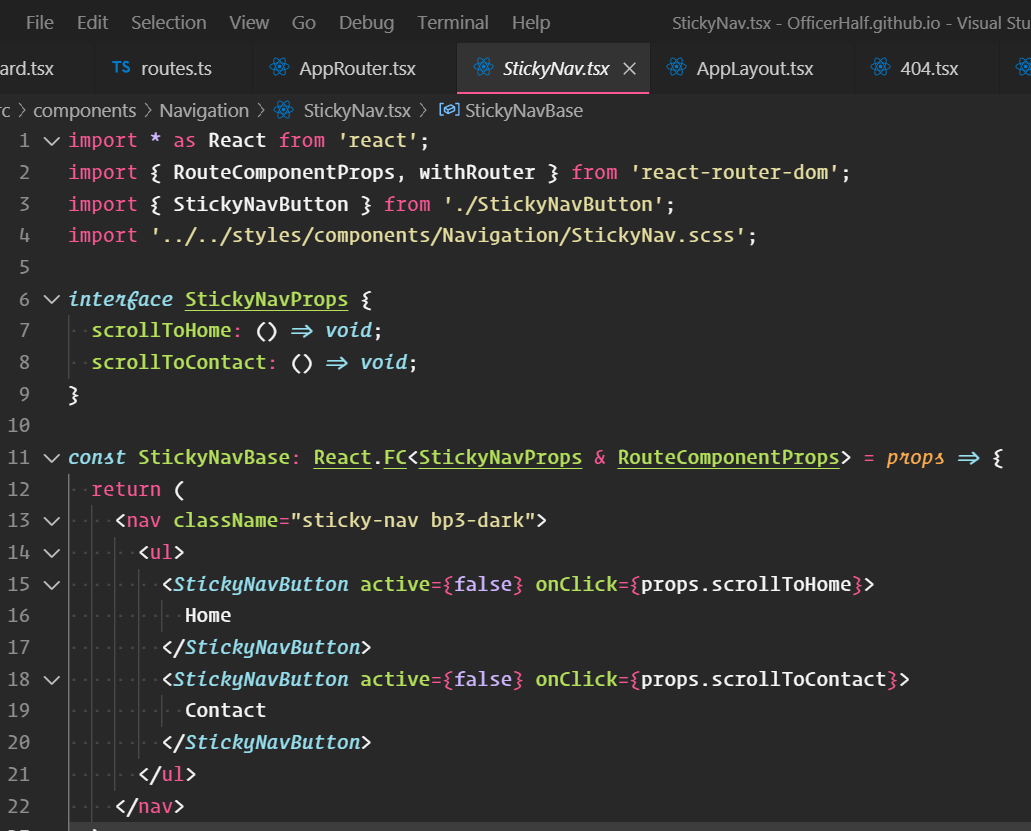 File Edit Selection View Go Debug Terminal Help StickyNav.tsx - OfficerHalf.github.io - Visual Stu
ard.tsx TS routes.ts AppRouter.tsx StickyNav.tsx AppLayout.tsx 404.tsx
rc > components > Navigation > StickyNav.tsx > StickyNavBase
1 import * as React from 'react';
2 import { RouteComponentProps, withRouter } from 'react-router-dom';
3 import { StickyNavButton } from './StickyNavButton';
4 import '../../styles/components/Navigation/StickyNav.scss';
5
6 interface StickyNavProps {
7 scrollToHome: () => void;
8 scrollToContact: () => void;
9 }
10
11 const StickyNavBase: React.FC<StickyNavProps & RouteComponentProps> = props => {
12 return (
13 <nav className="sticky-nav bp3-dark">
14 <ul>
15 <StickyNavButton active={false} onClick={props.scrollToHome}>
16 Home
17 </StickyNavButton>
18 <StickyNavButton active={false} onClick={props.scrollToContact}>
19 Contact
20 </StickyNavButton>
21 </ul>
22 </nav>